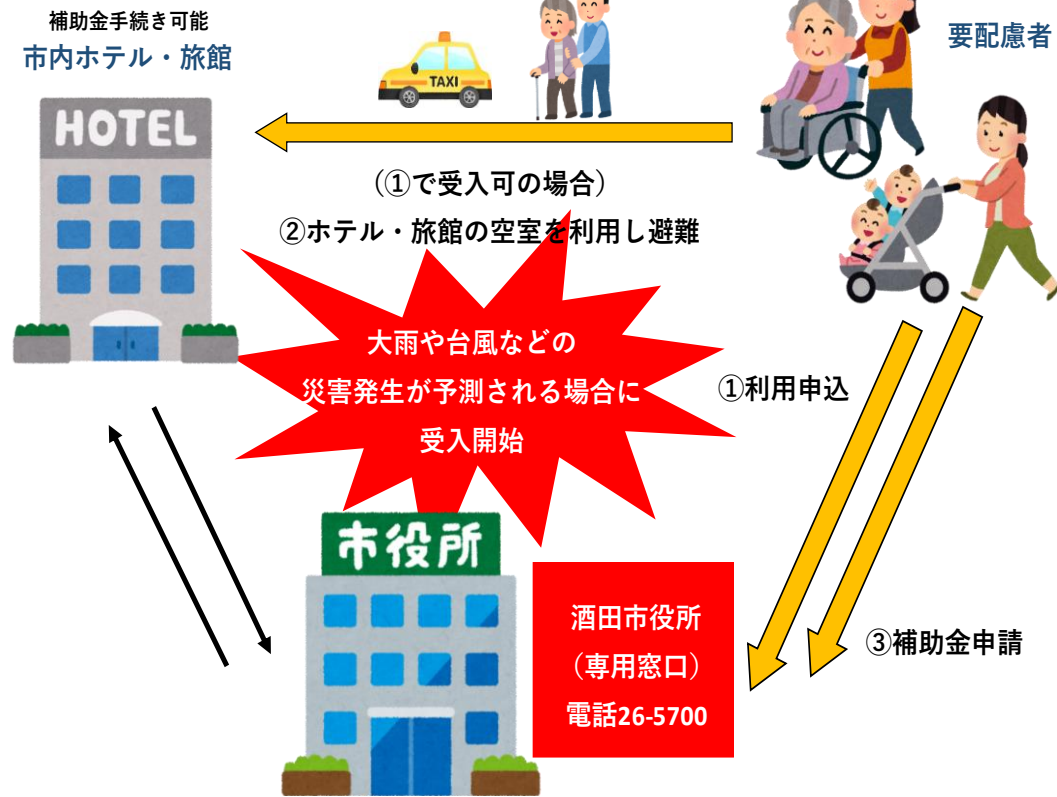 補助金手続き可能
市内ホテル・旅館
要配慮者
TAXI
HOTEL
（①で受入可の場合）
②ホテル・旅館の空室を利用し避難
大雨や台風などの
災害発生が予測される場合に
受入開始
①利用申込
市役所
酒田市役所
（専用窓口）
電話26-5700
③補助金申請